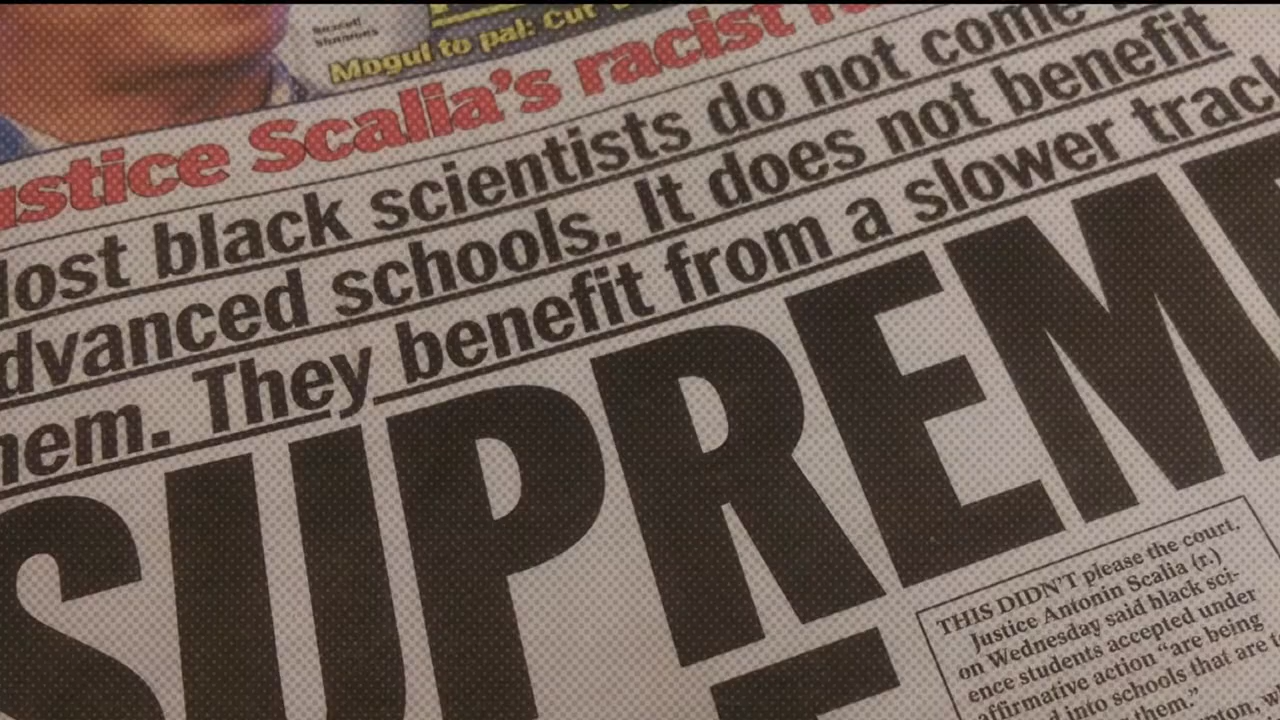 Russell
Simmons
Mogul to pal: Cut
Justice Scalia's racist
Most black scientists do not come
advanced schools. It does not benefit
them. They benefit from a slower track
SUPREM
THIS DIDN'T please the court.
Justice Antonin Scalia (r.)
on Wednesday said black sci-
ence students accepted under
affirmative action “are being
into schools that are
them.”